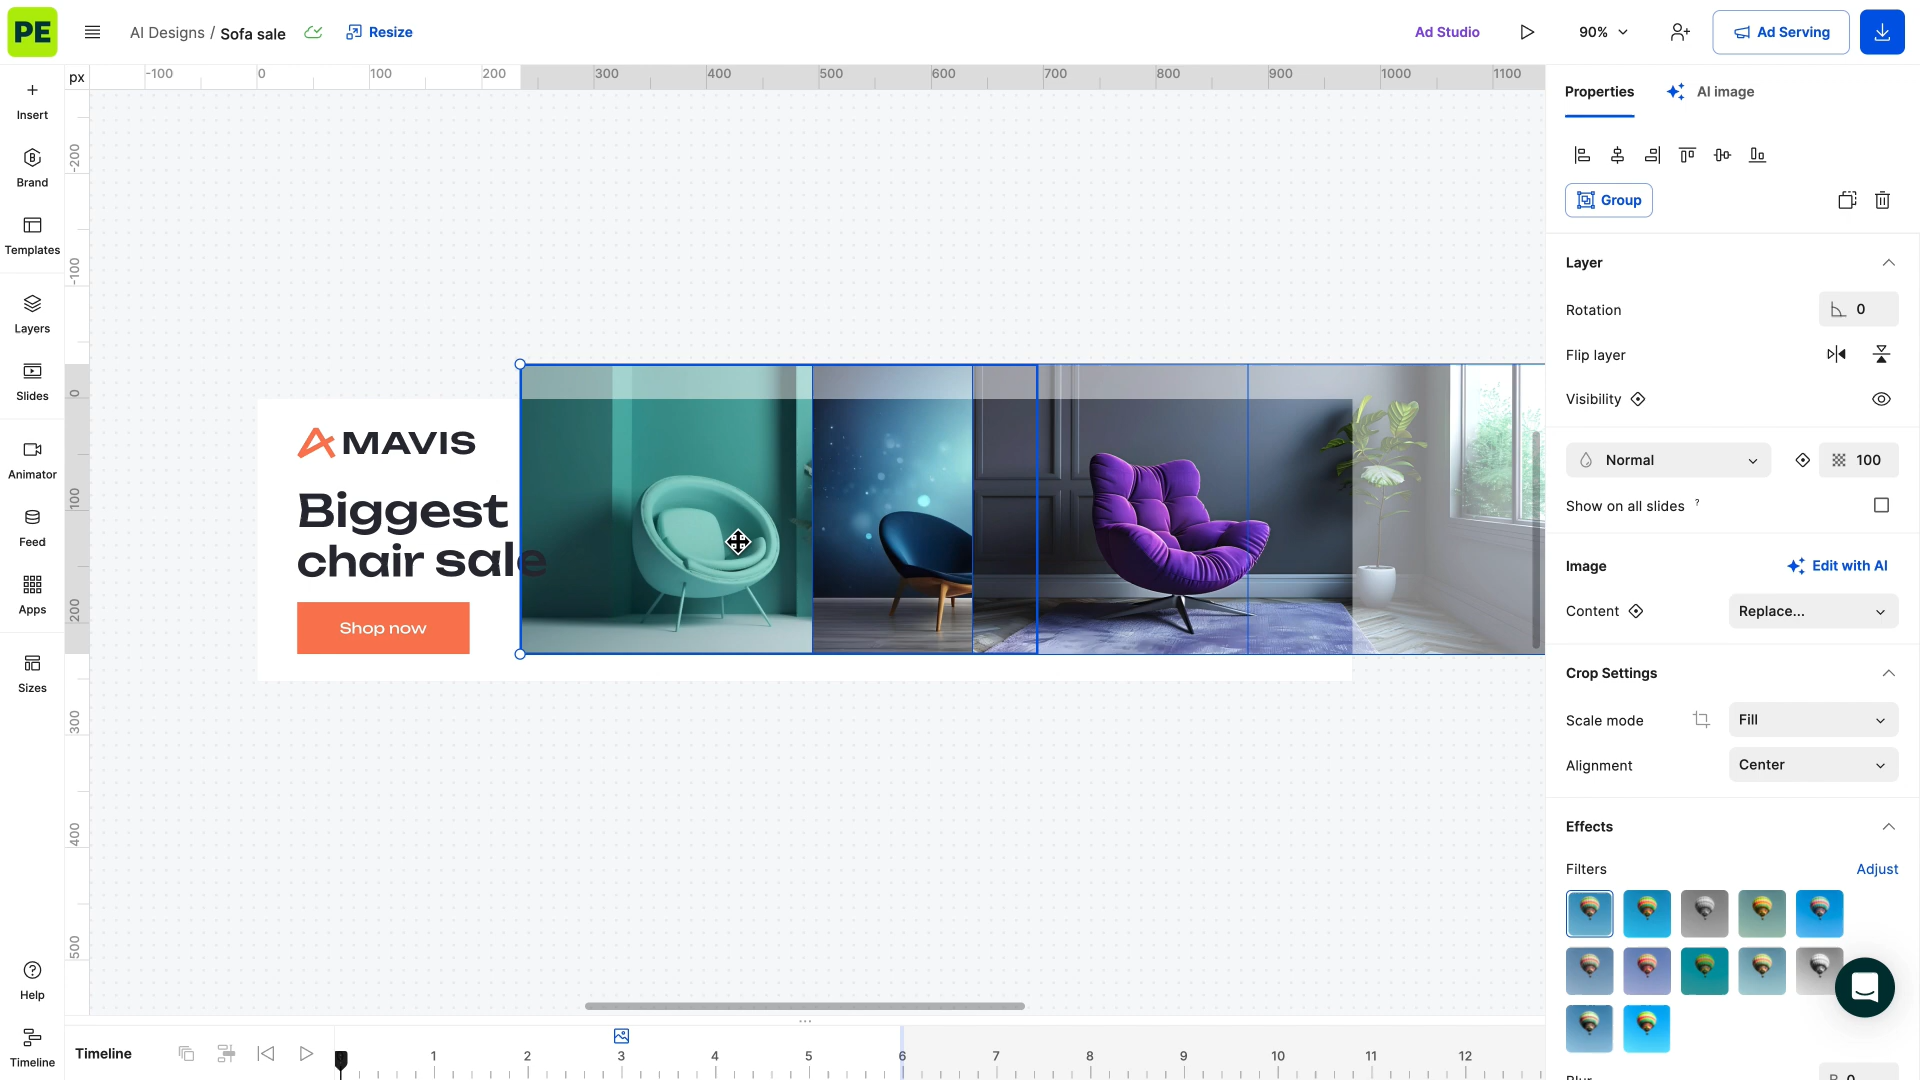 PE
AI Designs / Sofa sale
Resize
Ad Studio
90%
Ad Serving
px
-100
0
100
200
300
400
500
600
700
800
900
1000
1100
-200
-100
0
100
200
300
400
500
Insert
Brand
Templates
Layers
Slides
Animator
Feed
Apps
Sizes
Help
Timeline
MAVIS
Biggest
chair sale
Shop now
Properties
AI image
Group
Layer
Rotation
0
Flip layer
Visibility
Normal
100
Show on all slides ?
Image
Edit with AI
Content
Replace...
Crop Settings
Scale mode
Fill
Alignment
Center
Effects
Filters
Adjust
Timeline
1
2
3
4
5
6
7
8
9
10
11
12